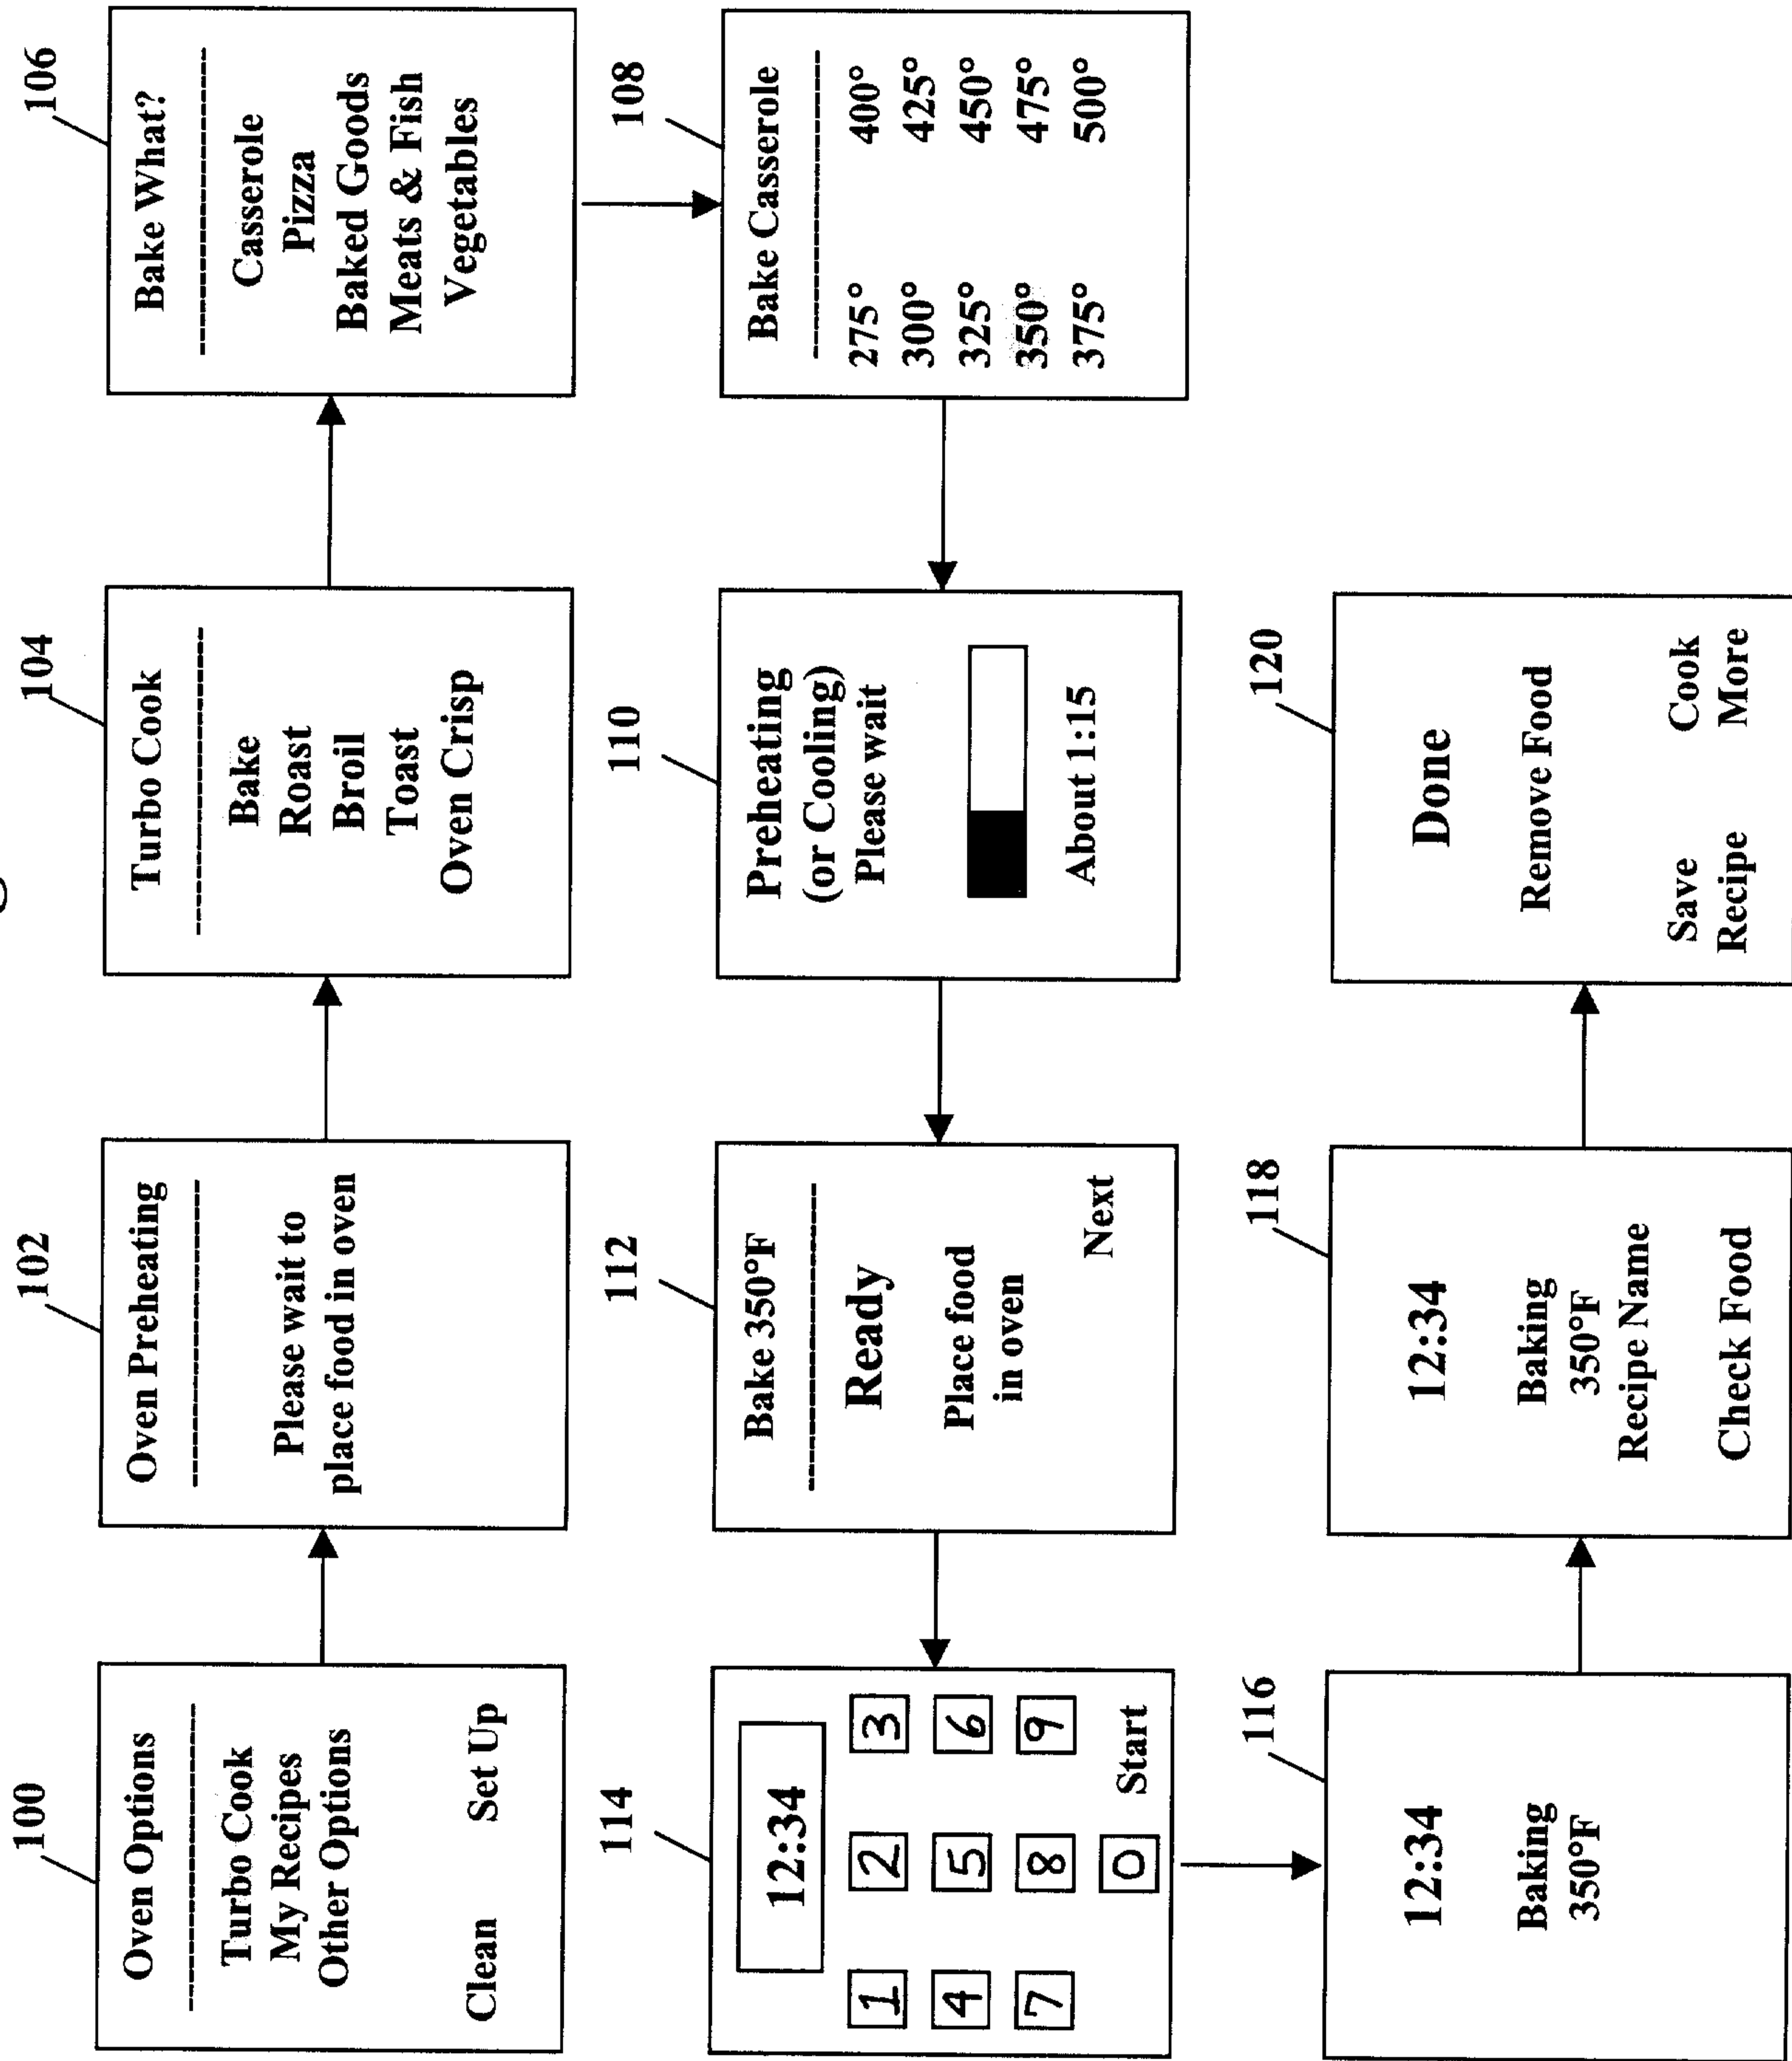 100
Oven Options
Turbo Cook
My Recipes
Other Options
Clean Set Up
102
Oven Preheating
Please wait to
place food in oven
104
Turbo Cook
Bake
Roast
Broil
Toast
Oven Crisp
106
Bake What?
Casserole
Pizza
Baked Goods
Meats & Fish
Vegetables
108
Bake Casserole
275° 400°
300° 425°
325° 450°
350° 475°
375° 500°
110
Preheating
(or Cooling)
Please wait
About 1:15
112
Bake 350°F
Ready
Place food
in oven
Next
114
12:34
1 2 3
4 5 6
7 8 9
0 Start
116
12:34
Baking
350°F
118
12:34
Baking
350°F
Recipe Name
Check Food
120
Done
Remove Food
Save Cook
Recipe More